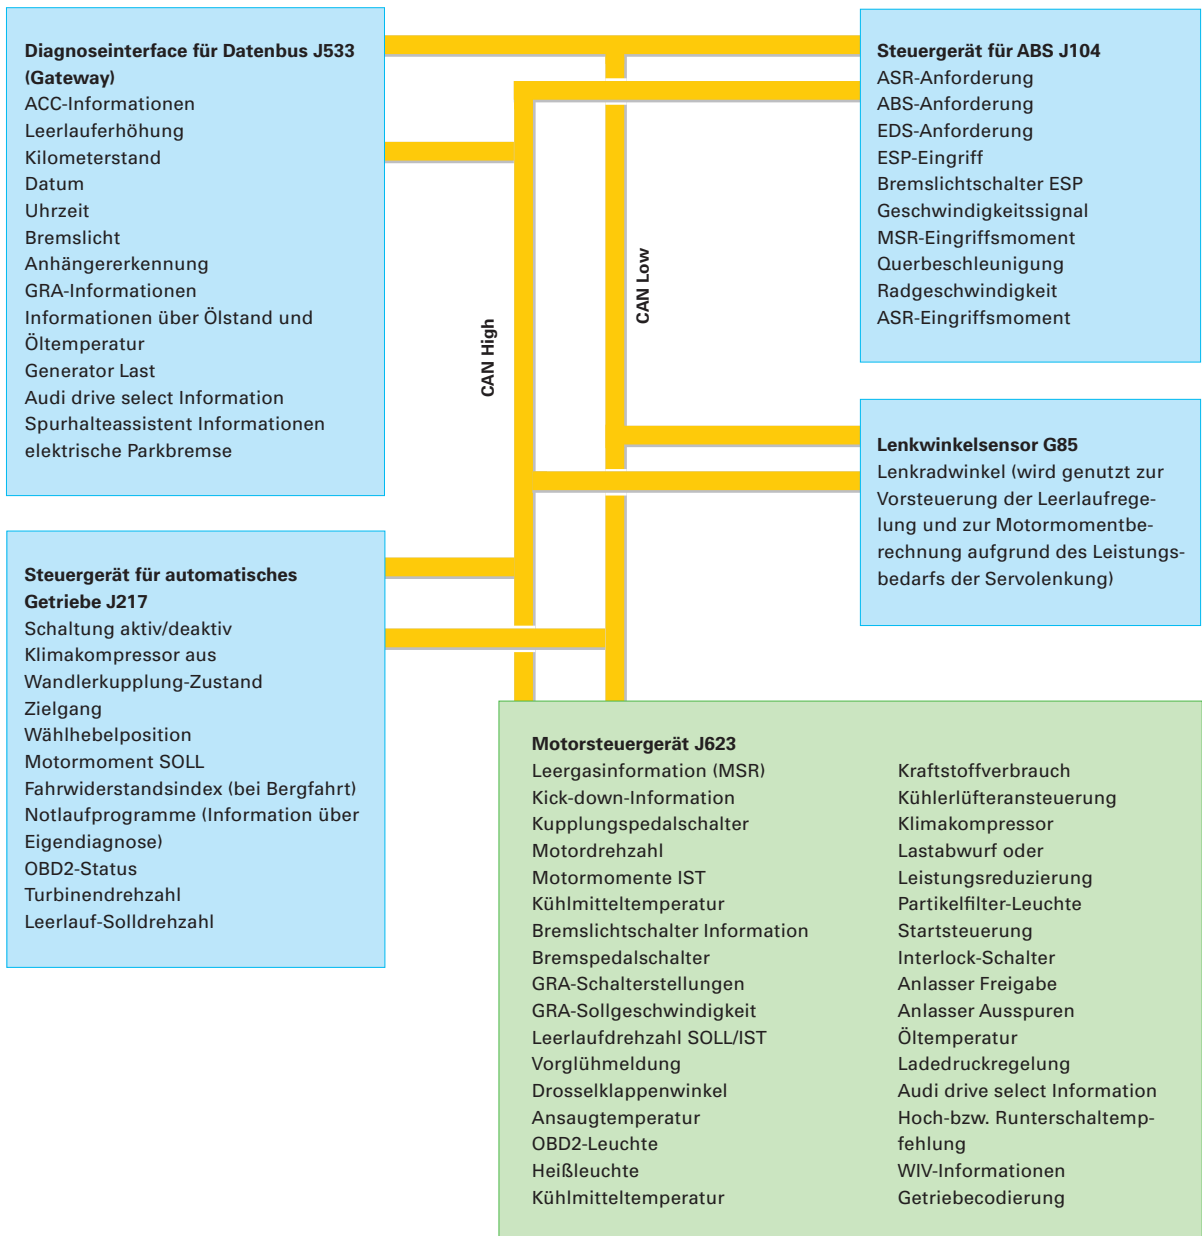 Diagnoseinterface für Datenbus J533
(Gateway)
ACC-Informationen
Leerlauferhöhung
Kilometerstand
Datum
Uhrzeit
Bremslicht
Anhängererkennung
GRA-Informationen
Informationen über Ölstand und
Öltemperatur
Generator Last
Audi drive select Information
Spurhalteassistent Informationen
elektrische Parkbremse
Steuergerät für automatisches
Getriebe J217
Schaltung aktiv/deaktiv
Klimakompressor aus
Wandlerkupplung-Zustand
Zielgang
Wählhebelposition
Motormoment SOLL
Fahrwiderstandsindex (bei Bergfahrt)
Notlaufprogramme (Information über
Eigendiagnose)
OBD2-Status
Turbinendrehzahl
Leerlauf-Solldrehzahl
CAN High
CAN Low
Steuergerät für ABS J104
ASR-Anforderung
ABS-Anforderung
EDS-Anforderung
ESP-Eingriff
Bremslichtschalter ESP
Geschwindigkeitssignal
MSR-Eingriffsmoment
Querbeschleunigung
Radgeschwindigkeit
ASR-Eingriffsmoment
Lenkwinkelsensor G85
Lenkradwinkel (wird genutzt zur
Vorsteuerung der Leerlaufrege-
lung und zur Motormomentbe-
rechnung aufgrund des Leistungs-
bedarfs der Servolenkung)
Motorsteuergerät J623
Leergasinformation (MSR)
Kick-down-Information
Kupplungspedalschalter
Motordrehzahl
Motormomente IST
Kühlmitteltemperatur
Bremslichtschalter Information
Bremspedalschalter
GRA-Schalterstellungen
GRA-Sollgeschwindigkeit
Leerlaufdrehzahl SOLL/IST
Vorglühmeldung
Drosselklappenwinkel
Ansaugtemperatur
OBD2-Leuchte
Heißleuchte
Kühlmitteltemperatur
Kraftstoffverbrauch
Kühlerlüfteransteuerung
Klimakompressor
Lastabwurf oder
Leistungsreduzierung
Partikelfilter-Leuchte
Startsteuerung
Interlock-Schalter
Anlasser Freigabe
Anlasser Ausspuren
Öltemperatur
Ladedruckregelung
Audi drive select Information
Hoch-bzw. Runterschaltemp-
fehlung
WIV-Informationen
Getriebecodierung